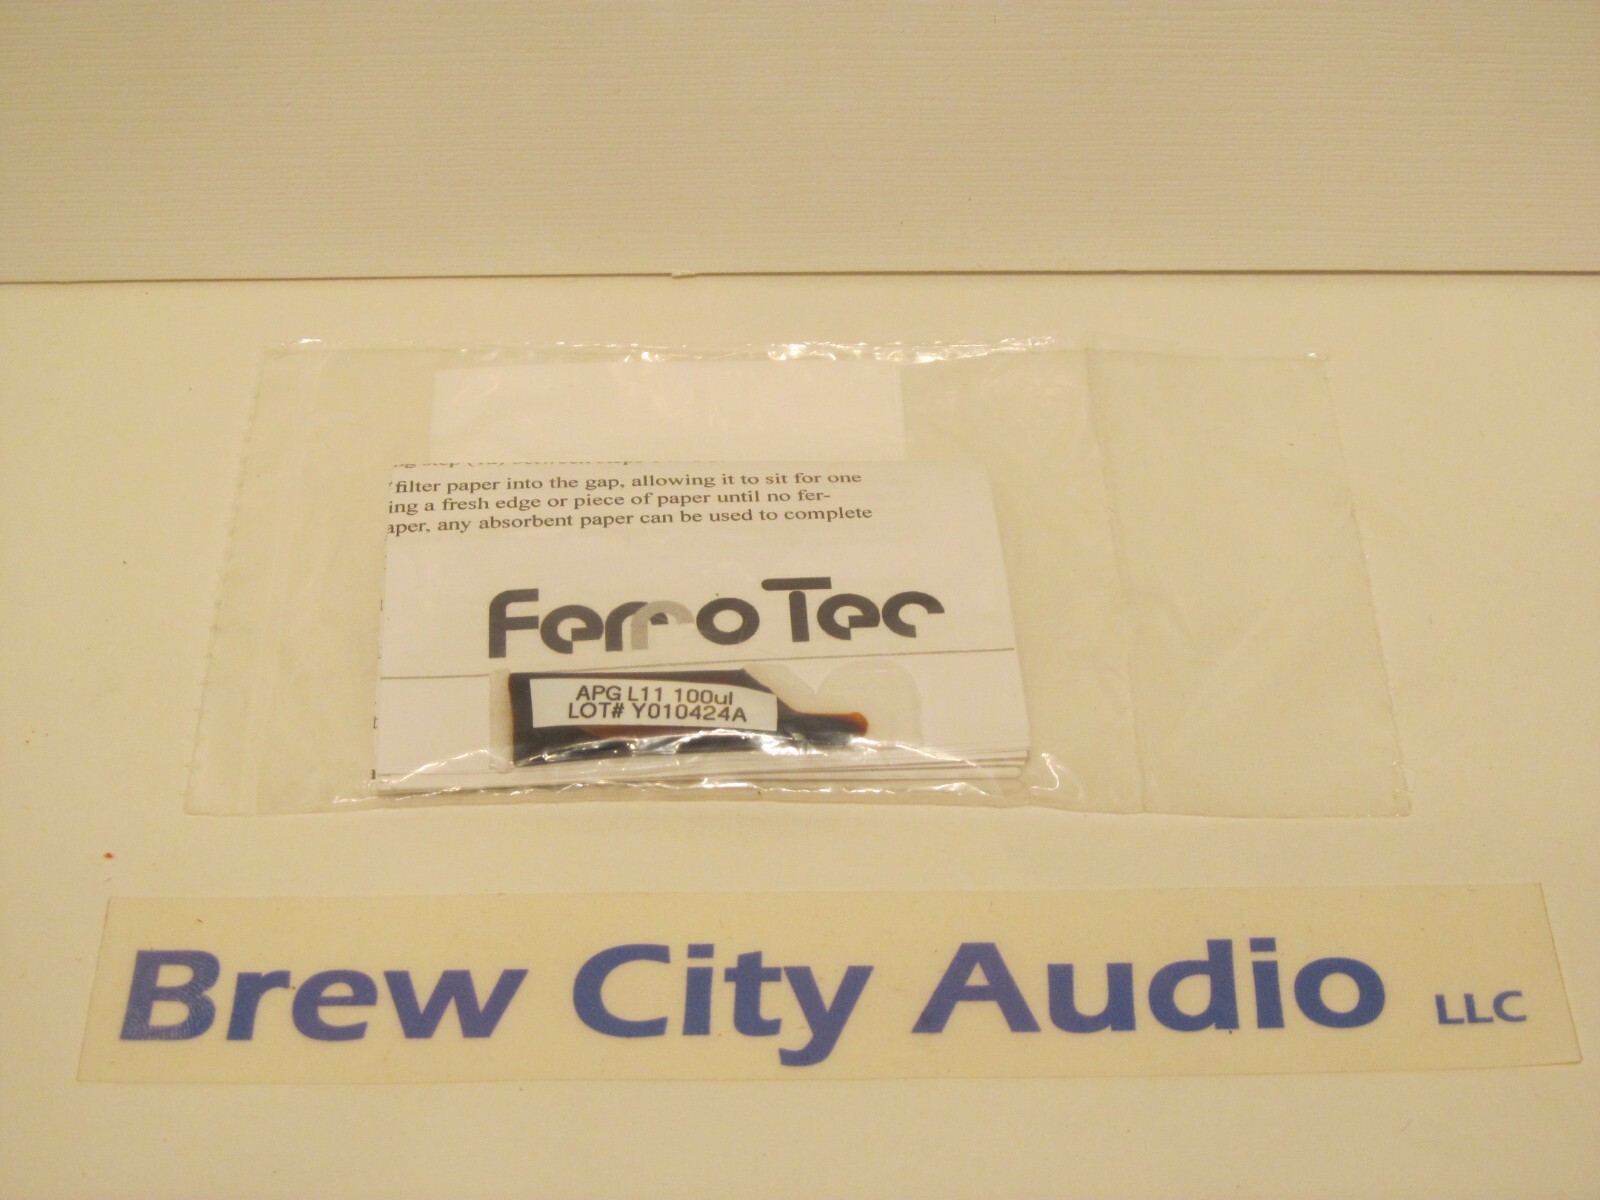 filter paper into the gap, allowing it to sit for one
ing a fresh edge or piece of paper until no fer-
aper, any absorbent paper can be used to complete
FerroTec
APG L11 100ul
LOT# Y010424A
Brew City Audio LLC